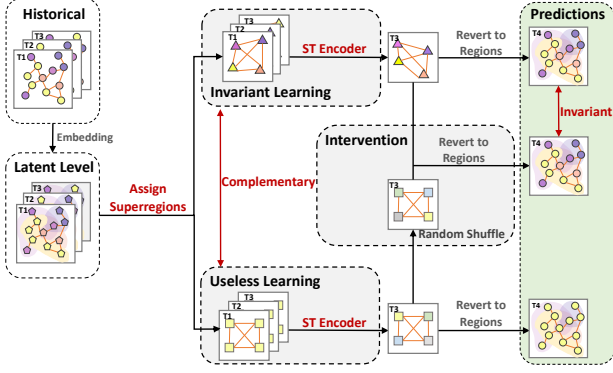 Historical
T3
T2
T1
Embedding
Latent Level
T3
T2
T1
Assign
Superregions
T3
T2
T1
Invariant Learning
ST Encoder
T3
Revert to
Regions
Complementary
Intervention
Revert to
Regions
T3
Random Shuffle
Useless Learning
T3
T2
T1
ST Encoder
T3
Revert to
Regions
Predictions
T4
Invariant
T4
T4